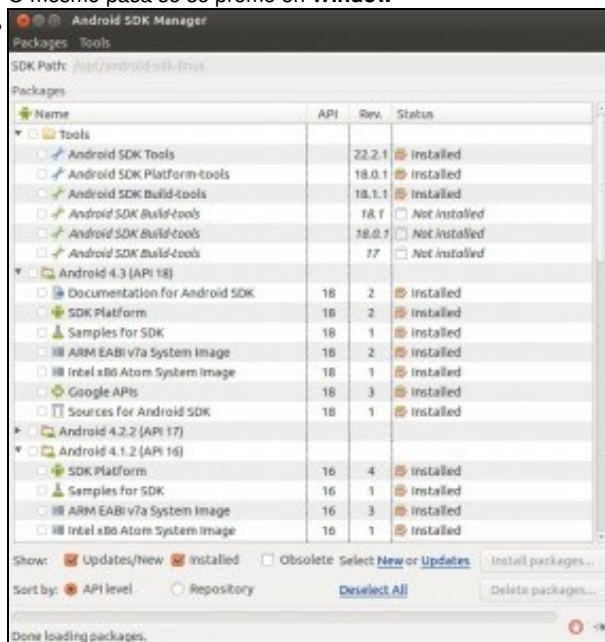 Android SDK Manager
Packages Tools
SDK Path: /opt/android-sdk-linux
Packages
Name API Rev. Status
Tools
Android SDK Tools 22.2.1 Installed
Android SDK Platform-tools 18.0.1 Installed
Android SDK Build-tools 18.1.1 Installed
Android SDK Build-tools 18.1 Not installed
Android SDK Build-tools 18.0.1 Not installed
Android SDK Build-tools 17 Not installed
Android 4.3 (API 18)
Documentation for Android SDK 18 2 Installed
SDK Platform 18 2 Installed
Samples for SDK 18 1 Installed
ARM EABI v7a System Image 18 2 Installed
Intel x86 Atom System Image 18 1 Installed
Google APIs 18 3 Installed
Sources for Android SDK 18 1 Installed
Android 4.2.2 (API 17)
Android 4.1.2 (API 16)
SDK Platform 16 4 Installed
Samples for SDK 16 1 Installed
ARM EABI v7a System Image 16 3 Installed
Intel x86 Atom System Image 16 1 Installed
Show: Updates/New Installed Obsolete Select New or Updates Install packages...
Sort by: API level Repository Deselect All Delete packages...
Done loading packages.